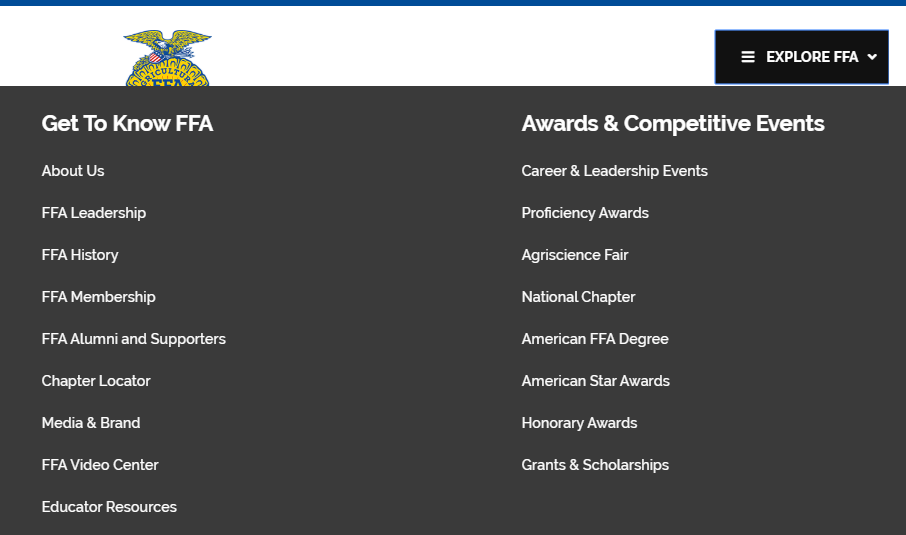 AGRICULTURAL
FFA
EXPLORE FFA
Get To Know FFA
About Us
FFA Leadership
FFA History
FFA Membership
FFA Alumni and Supporters
Chapter Locator
Media & Brand
FFA Video Center
Educator Resources
Awards & Competitive Events
Career & Leadership Events
Proficiency Awards
Agriscience Fair
National Chapter
American FFA Degree
American Star Awards
Honorary Awards
Grants & Scholarships